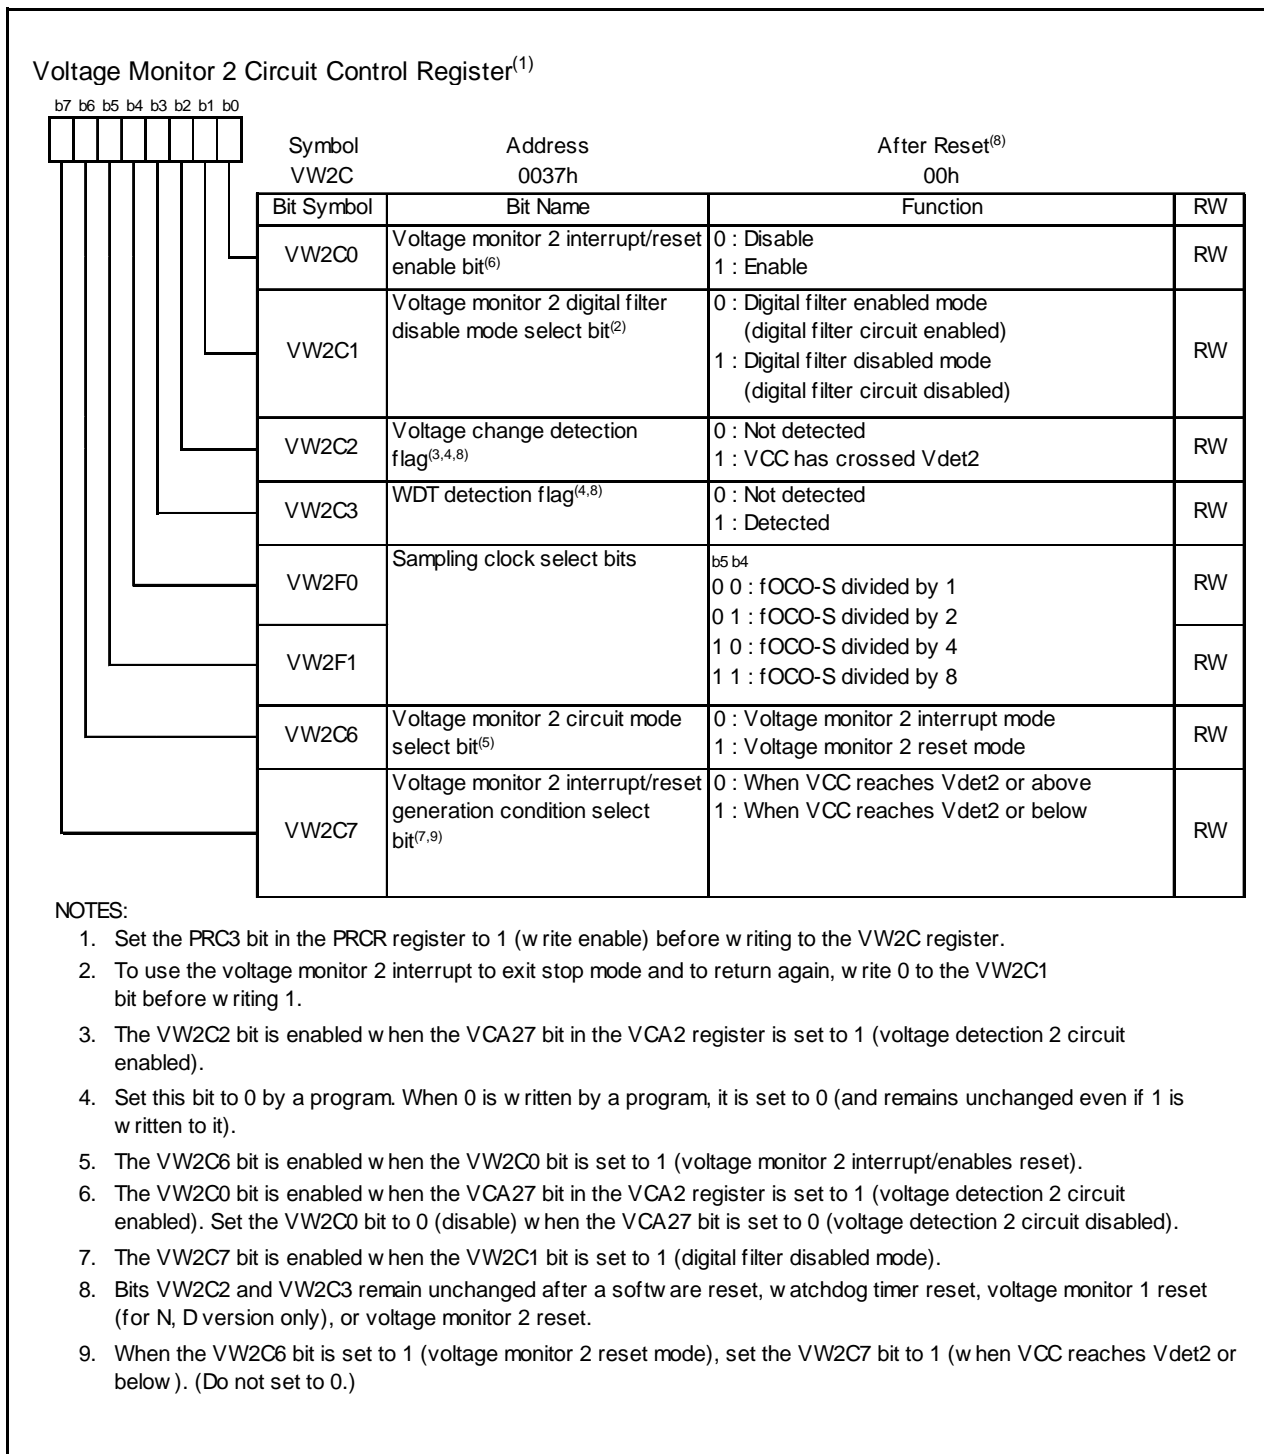 Voltage Monitor 2 Circuit Control Register(1)
b7 b6 b5 b4 b3 b2 b1 b0
Symbol Address After Reset(8)
VW2C 0037h 00h
Bit Symbol Bit Name Function RW
VW2C0 Voltage monitor 2 interrupt/reset enable bit(6) 0 : Disable RW
1 : Enable
VW2C1 Voltage monitor 2 digital filter disable mode select bit(2) 0 : Digital filter enabled mode RW
(digital filter circuit enabled)
1 : Digital filter disabled mode
(digital filter circuit disabled)
VW2C2 Voltage change detection flag(3,4,8) 0 : Not detected RW
1 : VCC has crossed Vdet2
VW2C3 WDT detection flag(4,8) 0 : Not detected RW
1 : Detected
VW2F0 Sampling clock select bits b5 b4 RW
0 0 : fOCO-S divided by 1
0 1 : fOCO-S divided by 2
VW2F1 1 0 : fOCO-S divided by 4 RW
1 1 : fOCO-S divided by 8
VW2C6 Voltage monitor 2 circuit mode select bit(5) 0 : Voltage monitor 2 interrupt mode RW
1 : Voltage monitor 2 reset mode
VW2C7 Voltage monitor 2 interrupt/reset generation condition select bit(7,9) 0 : When VCC reaches Vdet2 or above RW
1 : When VCC reaches Vdet2 or below
NOTES:
1. Set the PRC3 bit in the PRCR register to 1 (write enable) before writing to the VW2C register.
2. To use the voltage monitor 2 interrupt to exit stop mode and to return again, write 0 to the VW2C1
bit before writing 1.
3. The VW2C2 bit is enabled when the VCA27 bit in the VCA2 register is set to 1 (voltage detection 2 circuit
enabled).
4. Set this bit to 0 by a program. When 0 is written by a program, it is set to 0 (and remains unchanged even if 1 is
written to it).
5. The VW2C6 bit is enabled when the VW2C0 bit is set to 1 (voltage monitor 2 interrupt/enables reset).
6. The VW2C0 bit is enabled when the VCA27 bit in the VCA2 register is set to 1 (voltage detection 2 circuit
enabled). Set the VW2C0 bit to 0 (disable) when the VCA27 bit is set to 0 (voltage detection 2 circuit disabled).
7. The VW2C7 bit is enabled when the VW2C1 bit is set to 1 (digital filter disabled mode).
8. Bits VW2C2 and VW2C3 remain unchanged after a software reset, watchdog timer reset, voltage monitor 1 reset
(for N, D version only), or voltage monitor 2 reset.
9. When the VW2C6 bit is set to 1 (voltage monitor 2 reset mode), set the VW2C7 bit to 1 (when VCC reaches Vdet2 or
below). (Do not set to 0.)